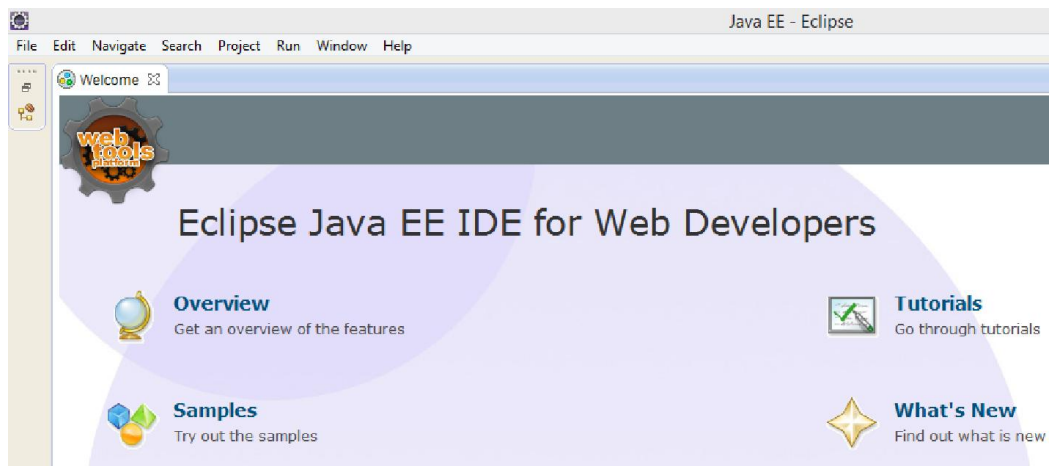 Java EE - Eclipse
File Edit Navigate Search Project Run Window Help
Welcome
web
tools
platform
Eclipse Java EE IDE for Web Developers
Overview
Get an overview of the features
Tutorials
Go through tutorials
Samples
Try out the samples
What's New
Find out what is new